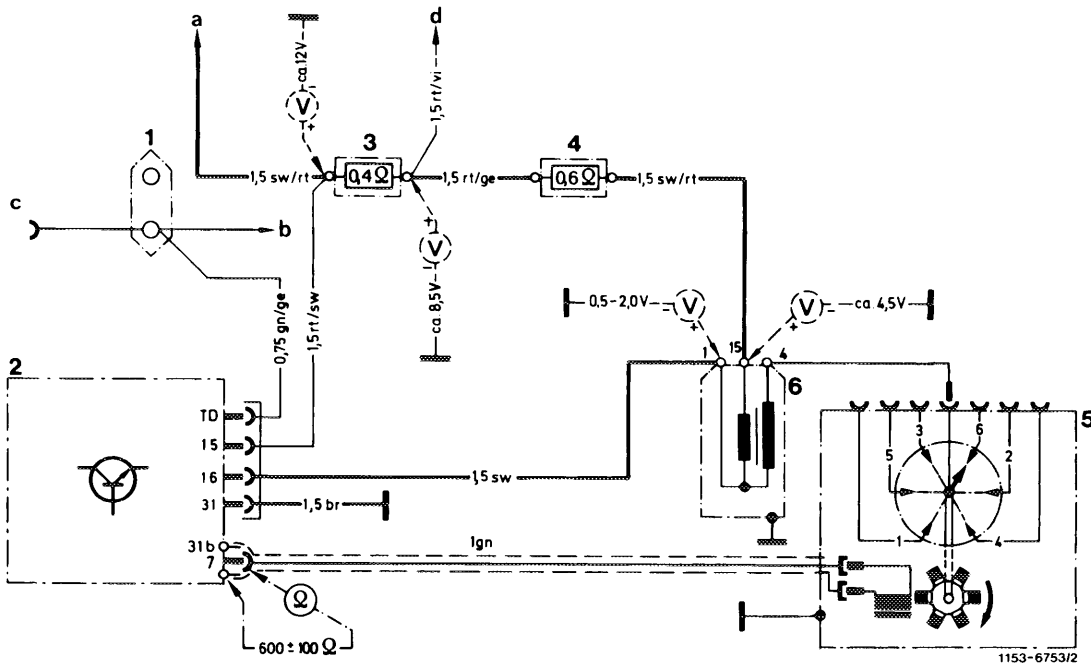 a
d
ca.12V
V
-
+
1,5 rt/vi
1
3
4
1,5 sw/rt
0,4 Ω
1,5 rt/ge
0,6 Ω
1,5 sw/rt
c
b
+
V
-
ca 8,5V
0,75 gn/ge
1,5 rt/sw
0,5-2,0V
V
-
+
V
-
+
ca. 4,5V
1
15
4
6
2
TD
15
16
31
1,5 sw
1,5 br
31b
7
1gn
Ω
600 ± 100 Ω
5
3
6
5
2
1
4
1153-6753/2